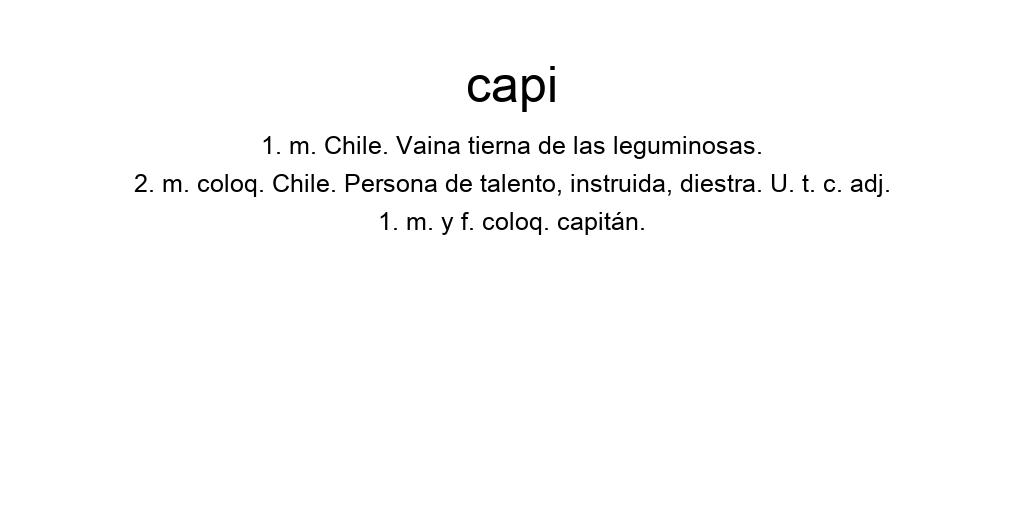 capi
1. m. Chile. Vaina tierna de las leguminosas.
2. m. coloq. Chile. Persona de talento, instruida, diestra. U. t. c. adj.
1. m. y f. coloq. capitán.